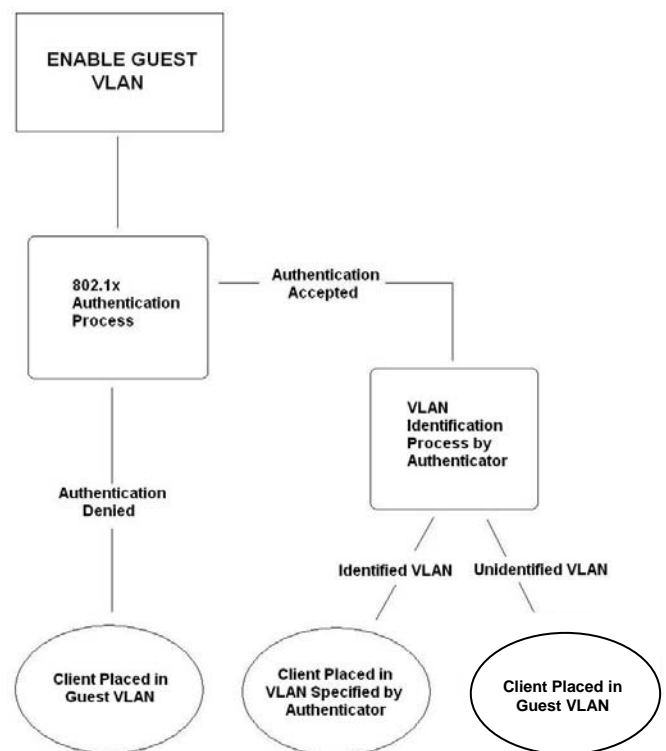 ENABLE GUEST
VLAN
802.1x
Authentication
Process
Authentication
Accepted
VLAN
Identification
Process by
Authenticator
Authentication
Denied
Identified VLAN
Unidentified VLAN
Client Placed in
Guest VLAN
Client Placed in
VLAN Specified by
Authenticator
Client Placed in
Guest VLAN